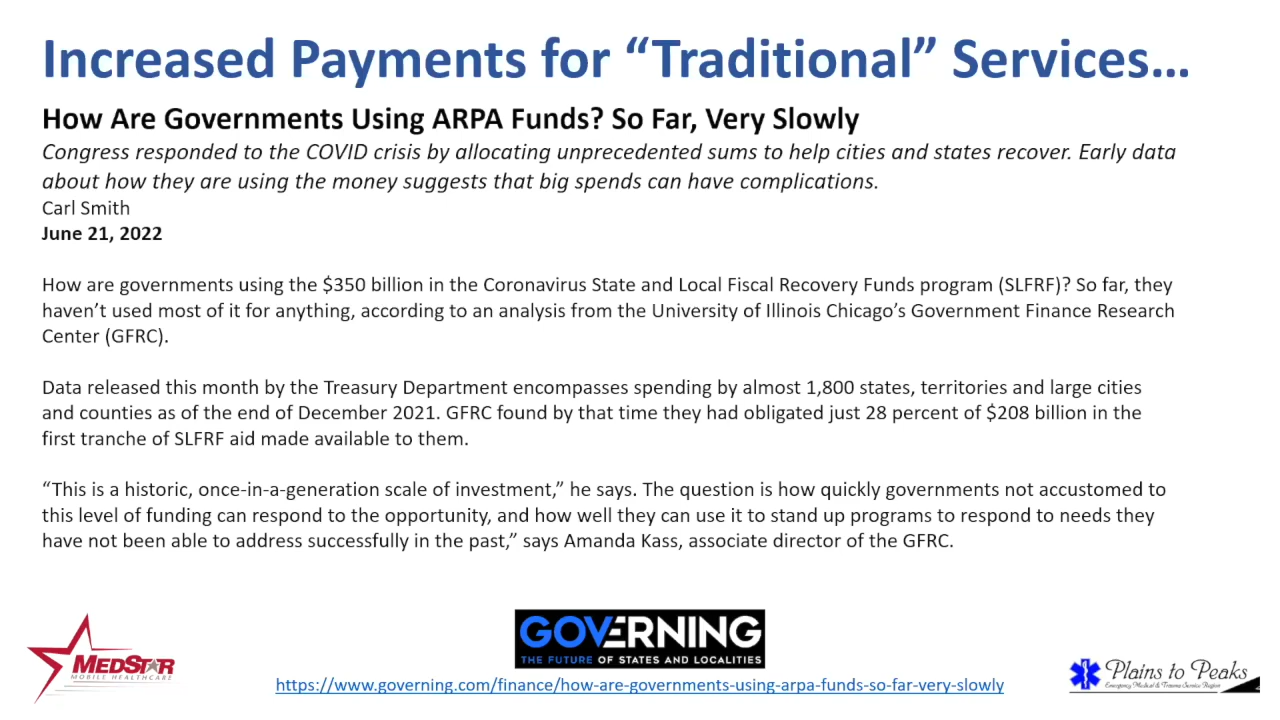 Increased Payments for “Traditional” Services…
How Are Governments Using ARPA Funds? So Far, Very Slowly
Congress responded to the COVID crisis by allocating unprecedented sums to help cities and states recover. Early data
about how they are using the money suggests that big spends can have complications.
Carl Smith
June 21, 2022
How are governments using the $350 billion in the Coronavirus State and Local Fiscal Recovery Funds program (SLFRF)? So far, they
haven’t used most of it for anything, according to an analysis from the University of Illinois Chicago’s Government Finance Research
Center (GFRC).
Data released this month by the Treasury Department encompasses spending by almost 1,800 states, territories and large cities
and counties as of the end of December 2021. GFRC found by that time they had obligated just 28 percent of $208 billion in the
first tranche of SLFRF aid made available to them.
“This is a historic, once-in-a-generation scale of investment,” he says. The question is how quickly governments not accustomed to
this level of funding can respond to the opportunity, and how well they can use it to stand up programs to respond to needs they
have not been able to address successfully in the past,” says Amanda Kass, associate director of the GFRC.
MEDSTAR
MOBILE HEALTHCARE
GOVERNING
THE FUTURE OF STATES AND LOCALITIES
https://www.governing.com/finance/how-are-governments-using-arpa-funds-so-far-very-slowly
Plains to Peaks
Emergency Medical & Trauma Service Region